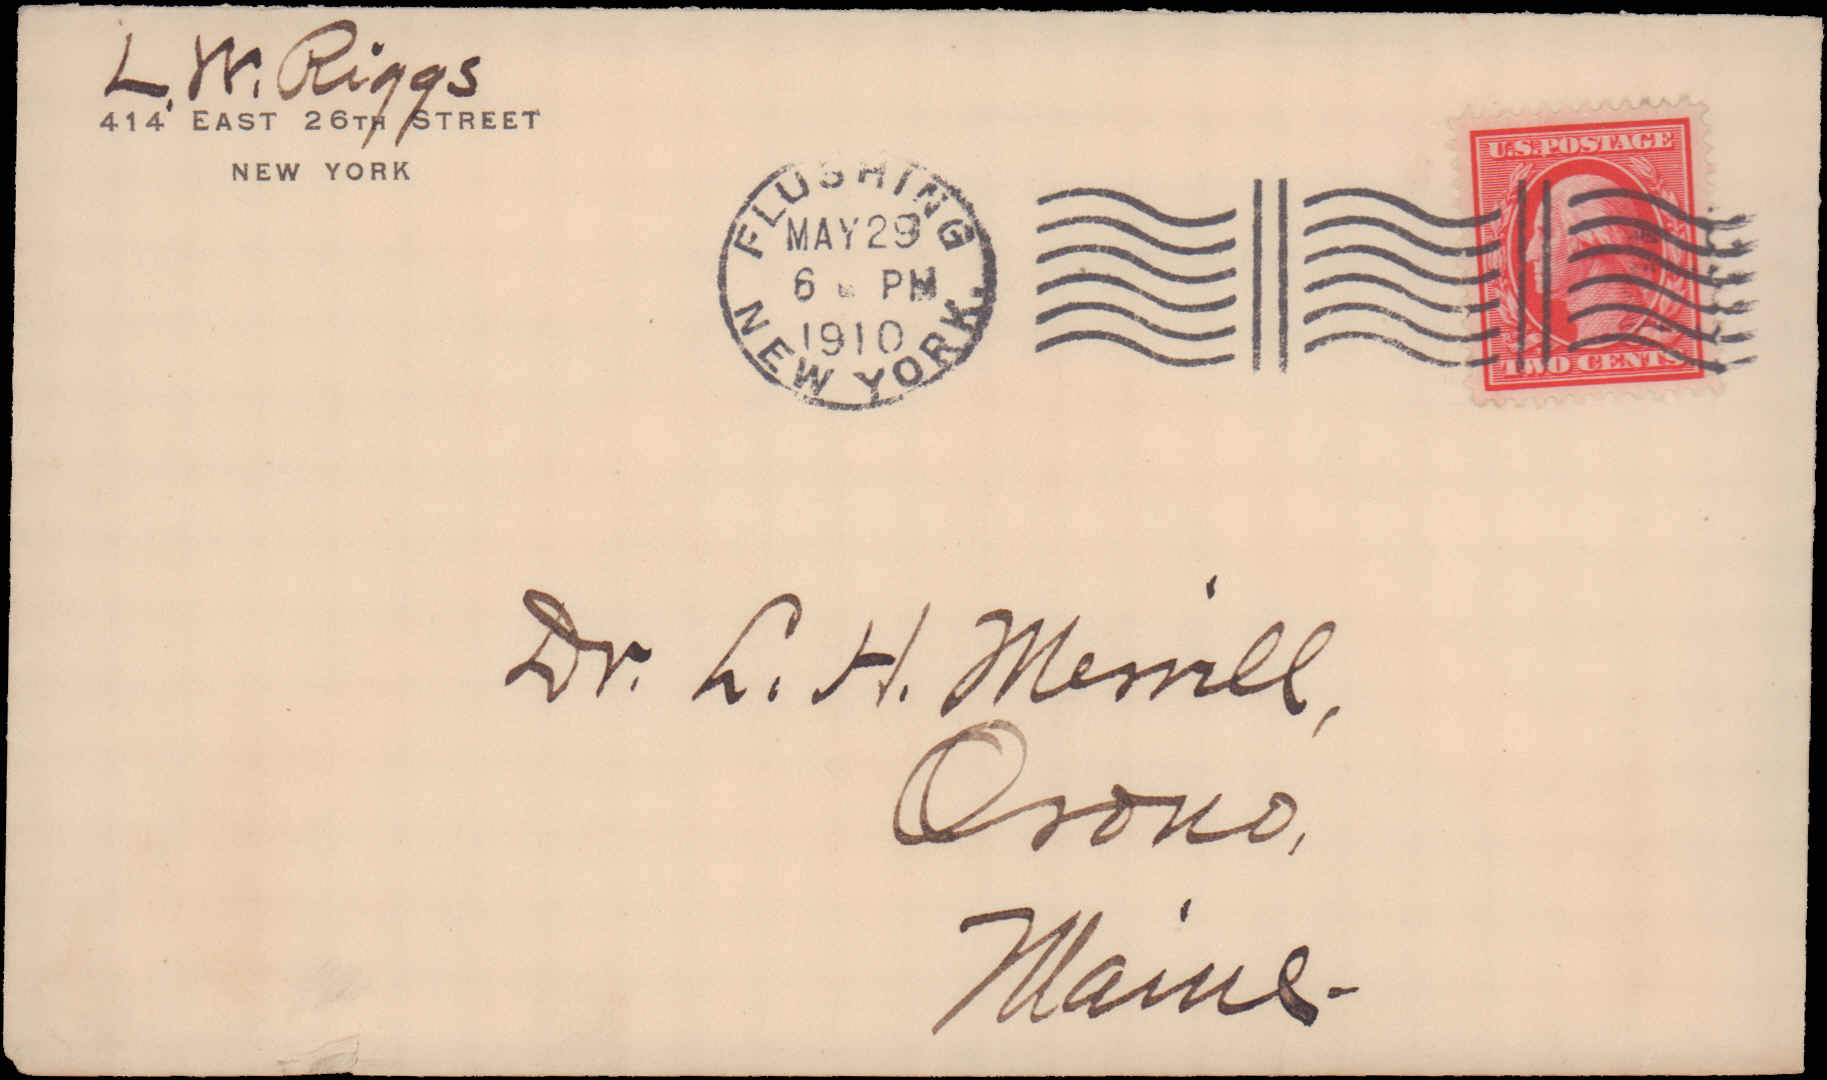 L. W. Riggs
414 EAST 26TH STREET
NEW YORK
FLUSHING
MAY 29
6 PM
1910
NEW YORK.
U.S. POSTAGE
TWO CENTS
Dr. L. H. Merrill,
Orono,
Maine-